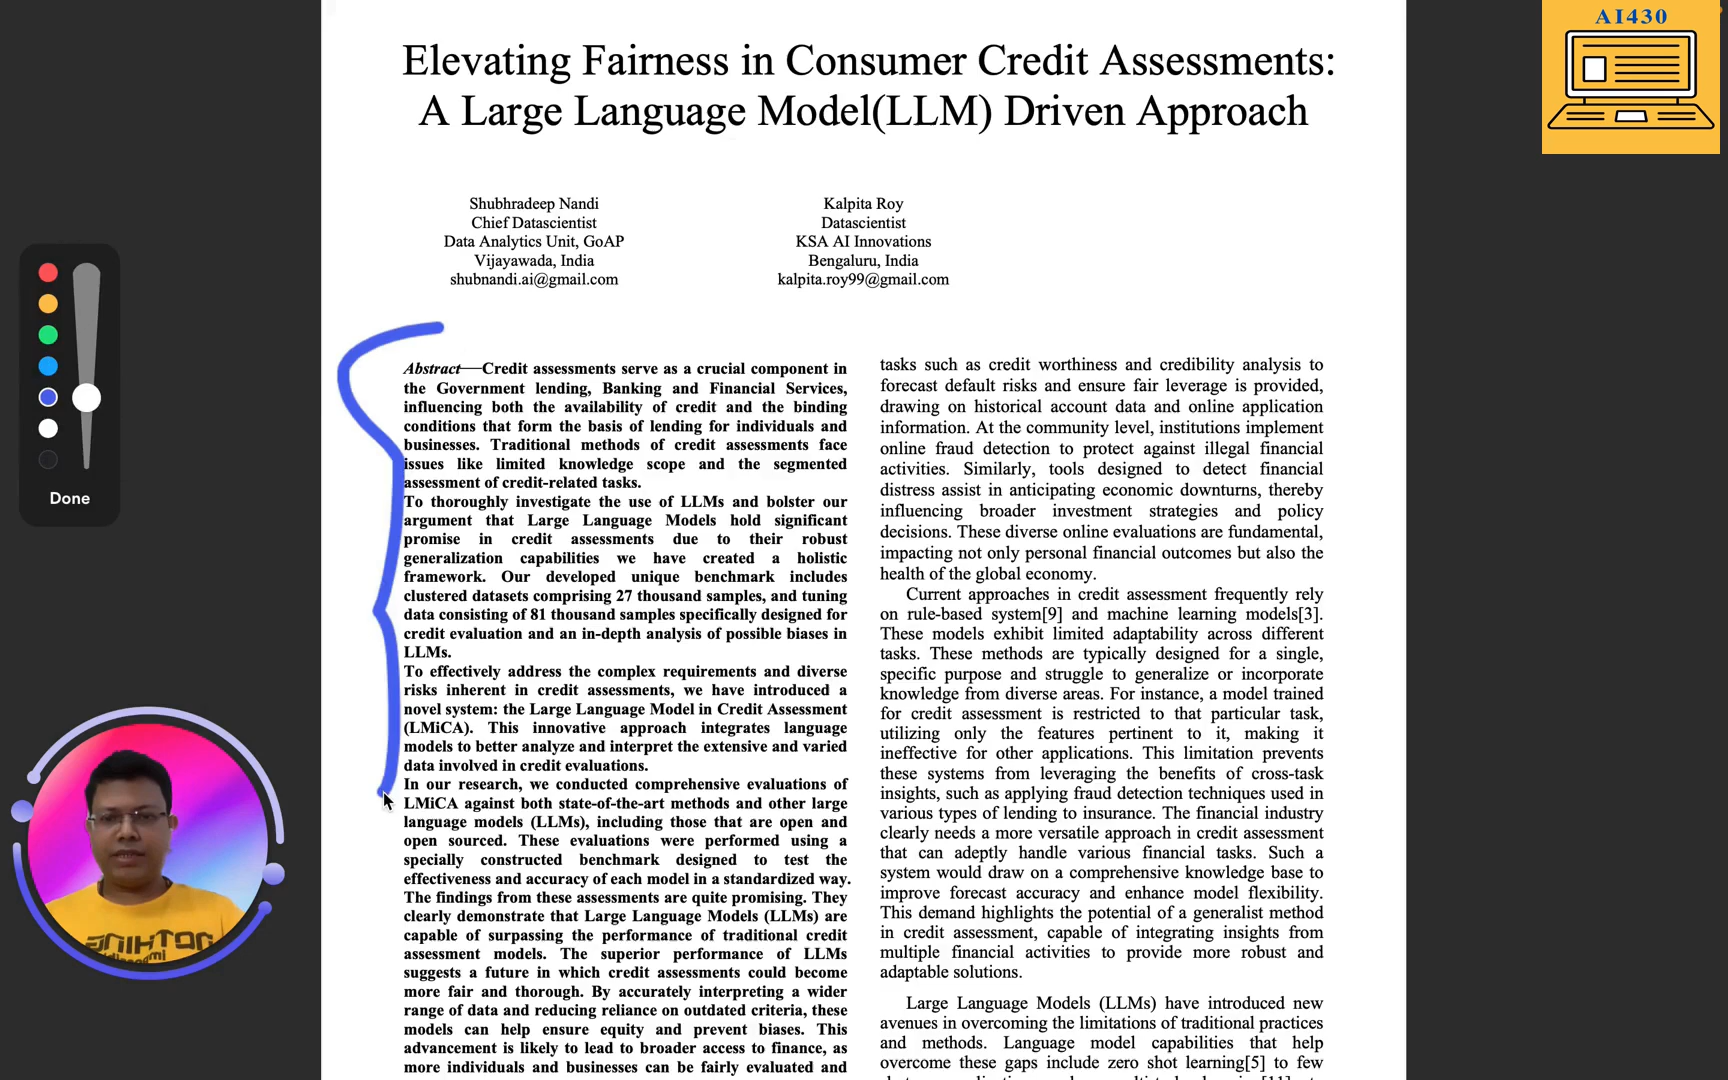 AI430
Elevating Fairness in Consumer Credit Assessments:
A Large Language Model(LLM) Driven Approach
Shubhradeep Nandi
Chief Datascientist
Data Analytics Unit, GoAP
Vijayawada, India
shubnandi.ai@gmail.com
Kalpita Roy
Datascientist
KSA AI Innovations
Bengaluru, India
kalpita.roy99@gmail.com
Done
Abstract—Credit assessments serve as a crucial component in
the Government lending, Banking and Financial Services,
influencing both the availability of credit and the binding
conditions that form the basis of lending for individuals and
businesses. Traditional methods of credit assessments face
issues like limited knowledge scope and the segmented
assessment of credit-related tasks.
To thoroughly investigate the use of LLMs and bolster our
argument that Large Language Models hold significant
promise in credit assessments due to their robust
generalization capabilities we have created a holistic
framework. Our developed unique benchmark includes
clustered datasets comprising 27 thousand samples, and tuning
data consisting of 81 thousand samples specifically designed for
credit evaluation and an in-depth analysis of possible biases in
LLMs.
To effectively address the complex requirements and diverse
risks inherent in credit assessments, we have introduced a
novel system: the Large Language Model in Credit Assessment
(LMiCA). This innovative approach integrates language
models to better analyze and interpret the extensive and varied
data involved in credit evaluations.
In our research, we conducted comprehensive evaluations of
LMiCA against both state-of-the-art methods and other large
language models (LLMs), including those that are open and
open sourced. These evaluations were performed using a
specially constructed benchmark designed to test the
effectiveness and accuracy of each model in a standardized way.
The findings from these assessments are quite promising. They
clearly demonstrate that Large Language Models (LLMs) are
capable of surpassing the performance of traditional credit
assessment models. The superior performance of LLMs
suggests a future in which credit assessments could become
more fair and thorough. By accurately interpreting a wider
range of data and reducing reliance on outdated criteria, these
models can help ensure equity and prevent biases. This
advancement is likely to lead to broader access to finance, as
more individuals and businesses can be fairly evaluated and
tasks such as credit worthiness and credibility analysis to
forecast default risks and ensure fair leverage is provided,
drawing on historical account data and online application
information. At the community level, institutions implement
online fraud detection to protect against illegal financial
activities. Similarly, tools designed to detect financial
distress assist in anticipating economic downturns, thereby
influencing broader investment strategies and policy
decisions. These diverse online evaluations are fundamental,
impacting not only personal financial outcomes but also the
health of the global economy.
Current approaches in credit assessment frequently rely
on rule-based system[9] and machine learning models[3].
These models exhibit limited adaptability across different
tasks. These methods are typically designed for a single,
specific purpose and struggle to generalize or incorporate
knowledge from diverse areas. For instance, a model trained
for credit assessment is restricted to that particular task,
utilizing only the features pertinent to it, making it
ineffective for other applications. This limitation prevents
these systems from leveraging the benefits of cross-task
insights, such as applying fraud detection techniques used in
various types of lending to insurance. The financial industry
clearly needs a more versatile approach in credit assessment
that can adeptly handle various financial tasks. Such a
system would draw on a comprehensive knowledge base to
improve forecast accuracy and enhance model flexibility.
This demand highlights the potential of a generalist method
in credit assessment, capable of integrating insights from
multiple financial activities to provide more robust and
adaptable solutions.
Large Language Models (LLMs) have introduced new
avenues in overcoming the limitations of traditional practices
and methods. Language model capabilities that help
overcome these gaps include zero shot learning[5] to few